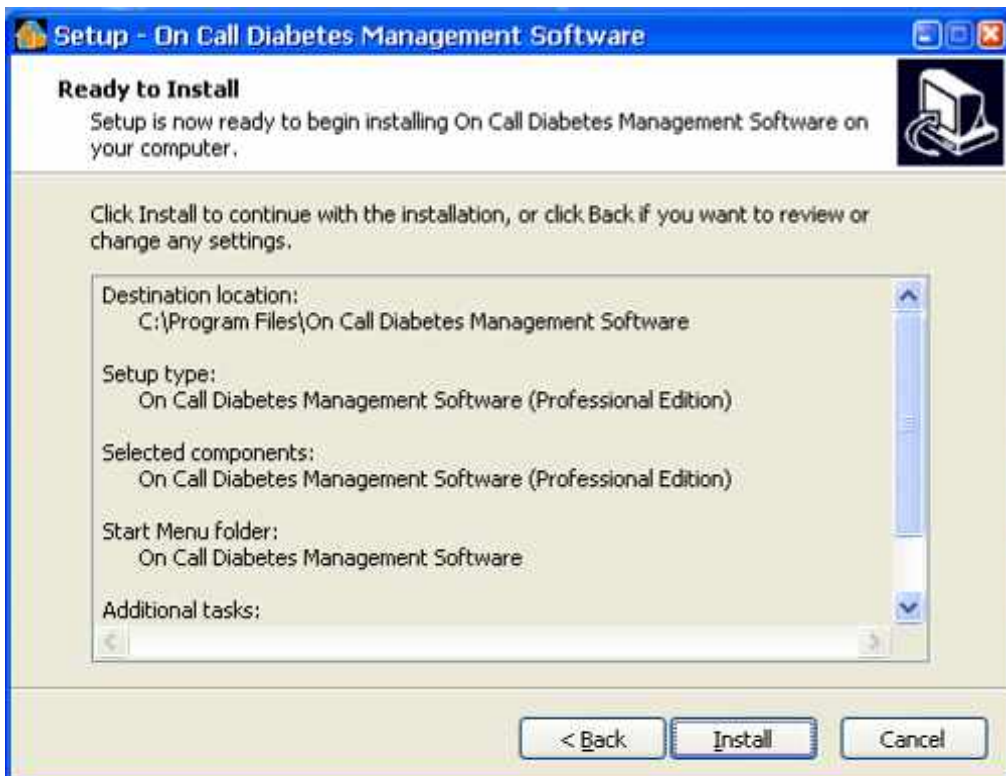 Setup - On Call Diabetes Management Software
Ready to Install
Setup is now ready to begin installing On Call Diabetes Management Software on
your computer.
Click Install to continue with the installation, or click Back if you want to review or
change any settings.
Destination location:
C:\Program Files\On Call Diabetes Management Software
Setup type:
On Call Diabetes Management Software (Professional Edition)
Selected components:
On Call Diabetes Management Software (Professional Edition)
Start Menu folder:
On Call Diabetes Management Software
Additional tasks:
< Back Install Cancel